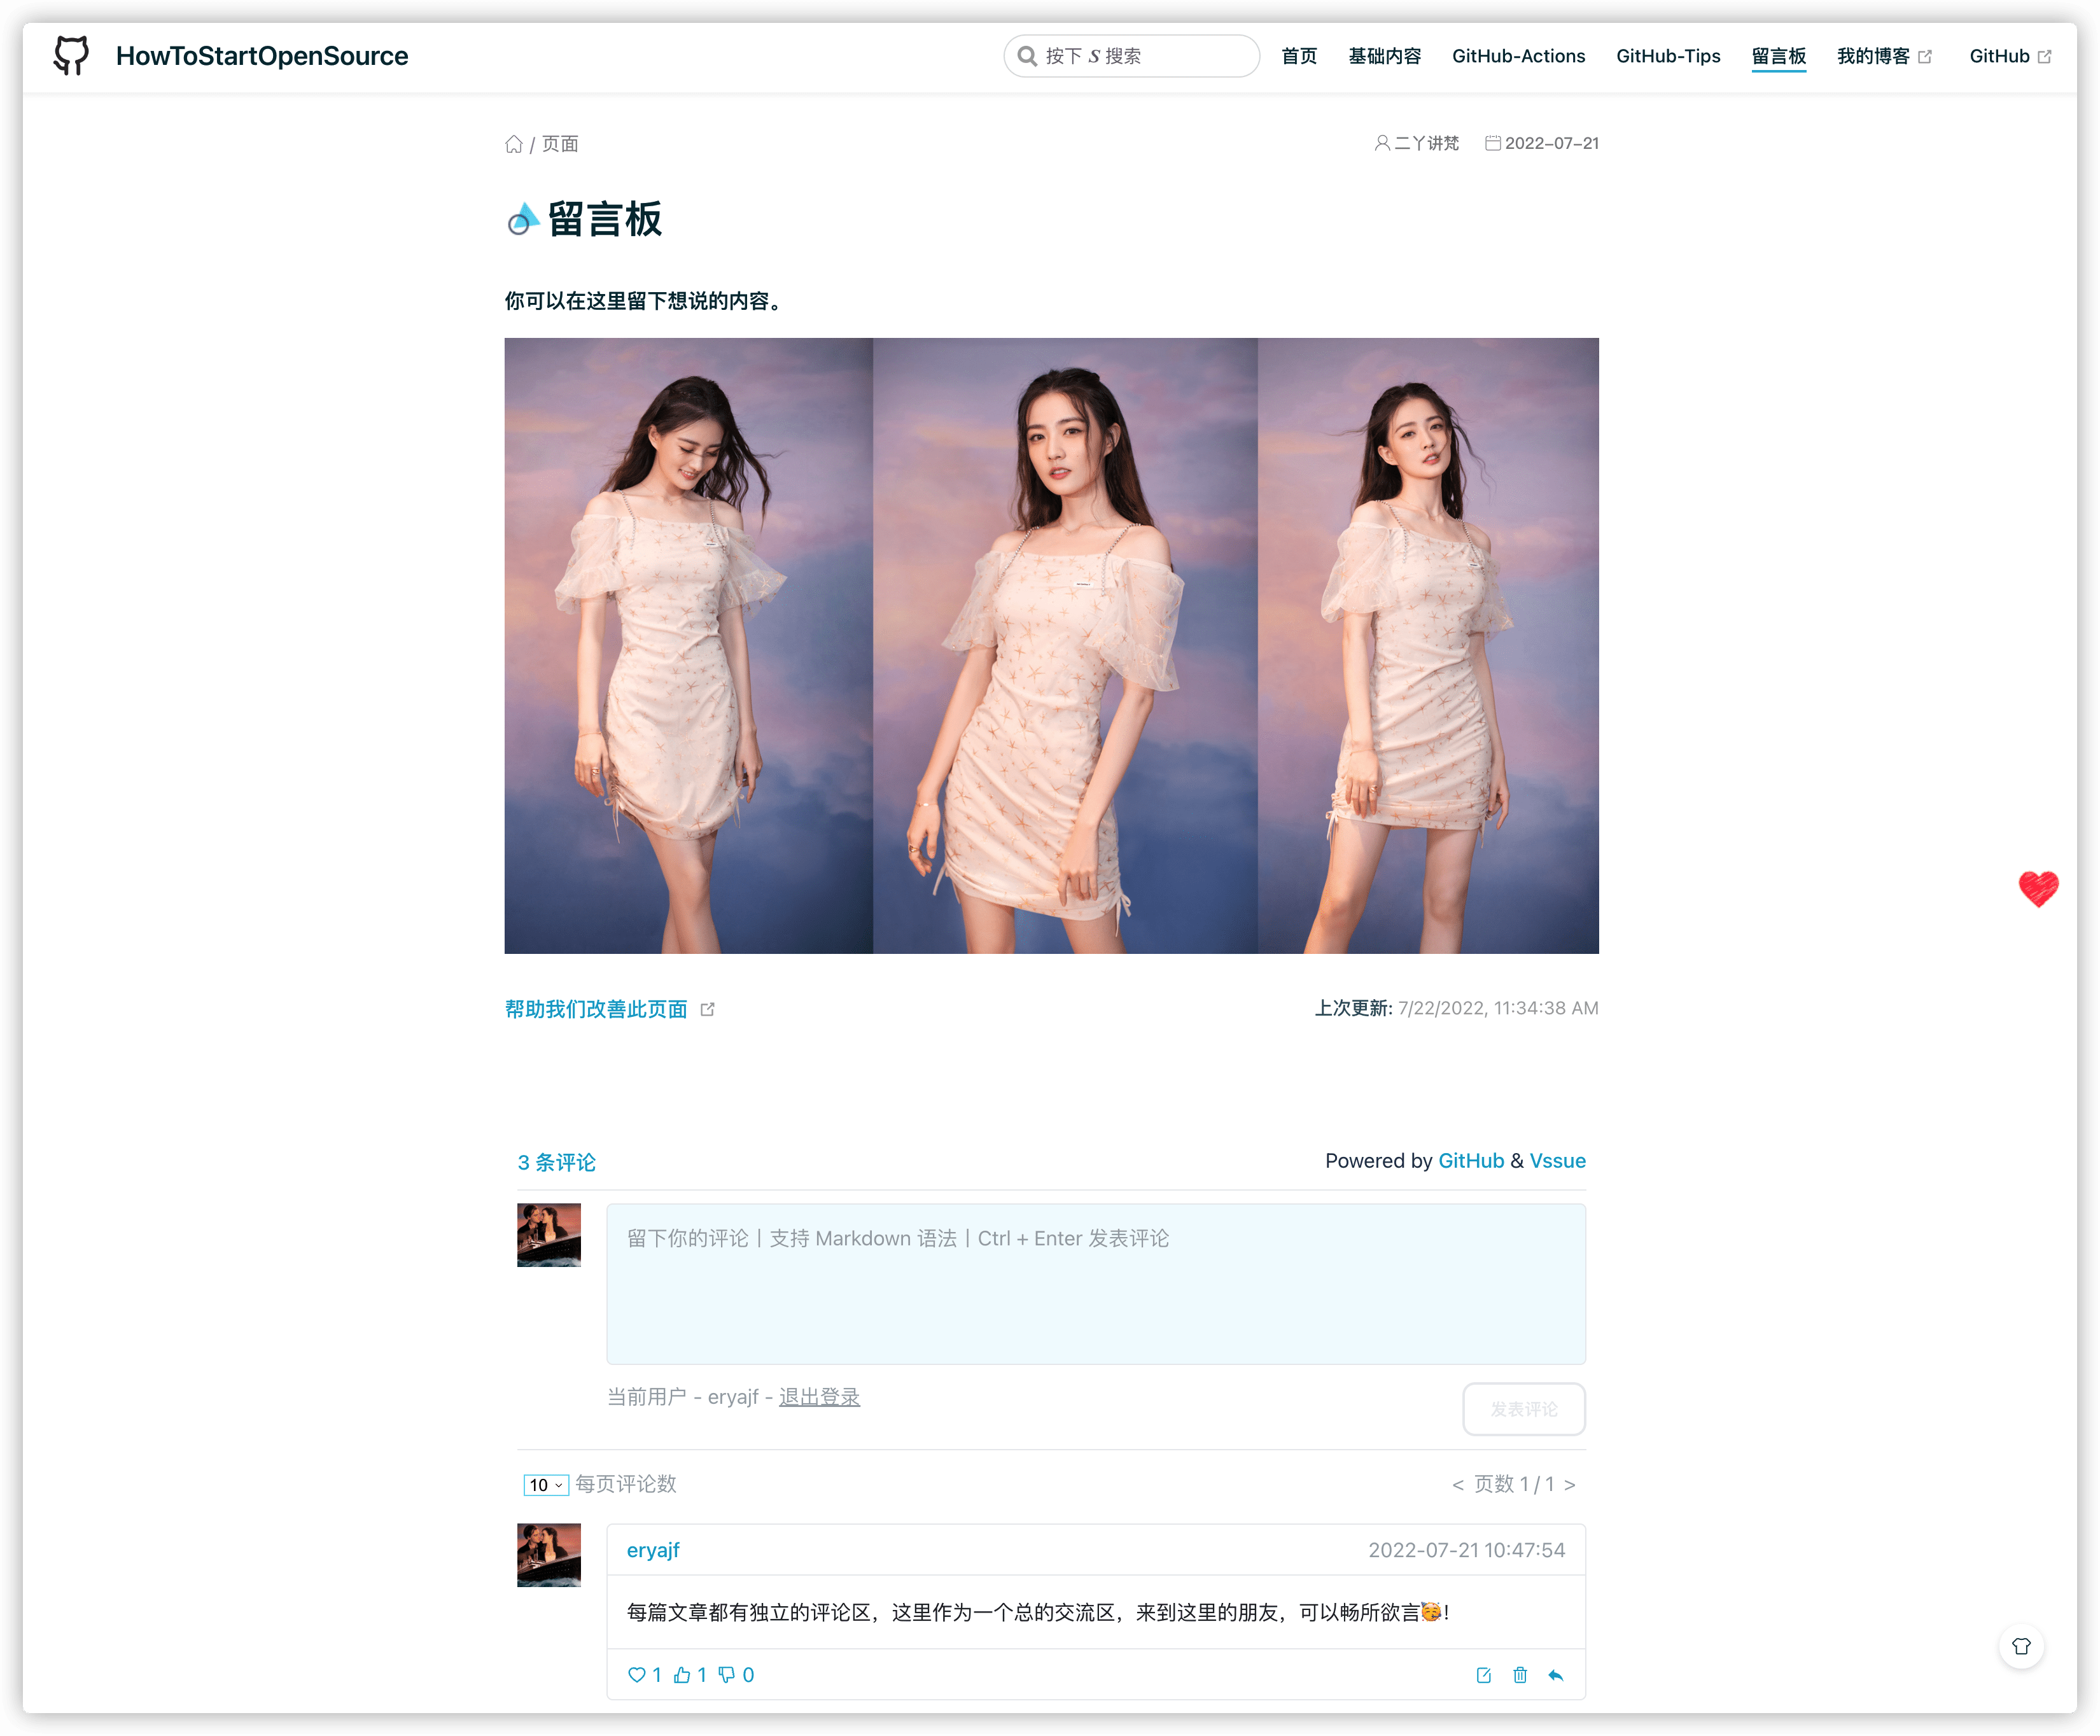 HowToStartOpenSource
按下 S 搜索
首页 基础内容 GitHub-Actions GitHub-Tips 留言板 我的博客 GitHub
/ 页面
二丫讲梵 2022-07-21
留言板
你可以在这里留下想说的内容。
帮助我们改善此页面
上次更新: 7/22/2022, 11:34:38 AM
3 条评论
Powered by GitHub & Vssue
留下你的评论丨支持 Markdown 语法丨Ctrl + Enter 发表评论
当前用户 - eryajf - 退出登录
发表评论
10 每页评论数
< 页数 1 / 1 >
eryajf
2022-07-21 10:47:54
每篇文章都有独立的评论区，这里作为一个总的交流区，来到这里的朋友，可以畅所欲言🥳！
1 1 0